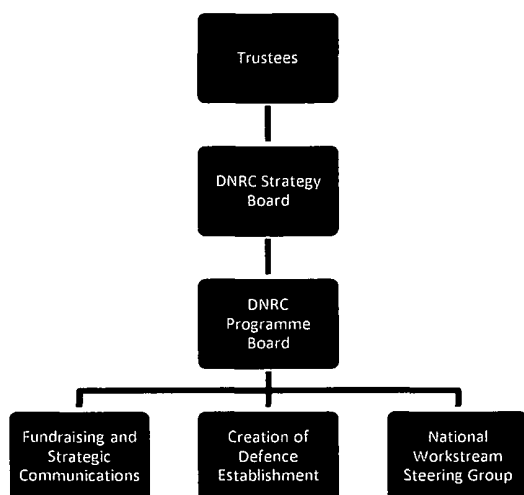 Trustees
DNRC Strategy
Board
DNRC
Programme
Board
Fundraising and
Strategic
Communications
Creation of
Defence
Establishment
National
Workstream
Steering Group